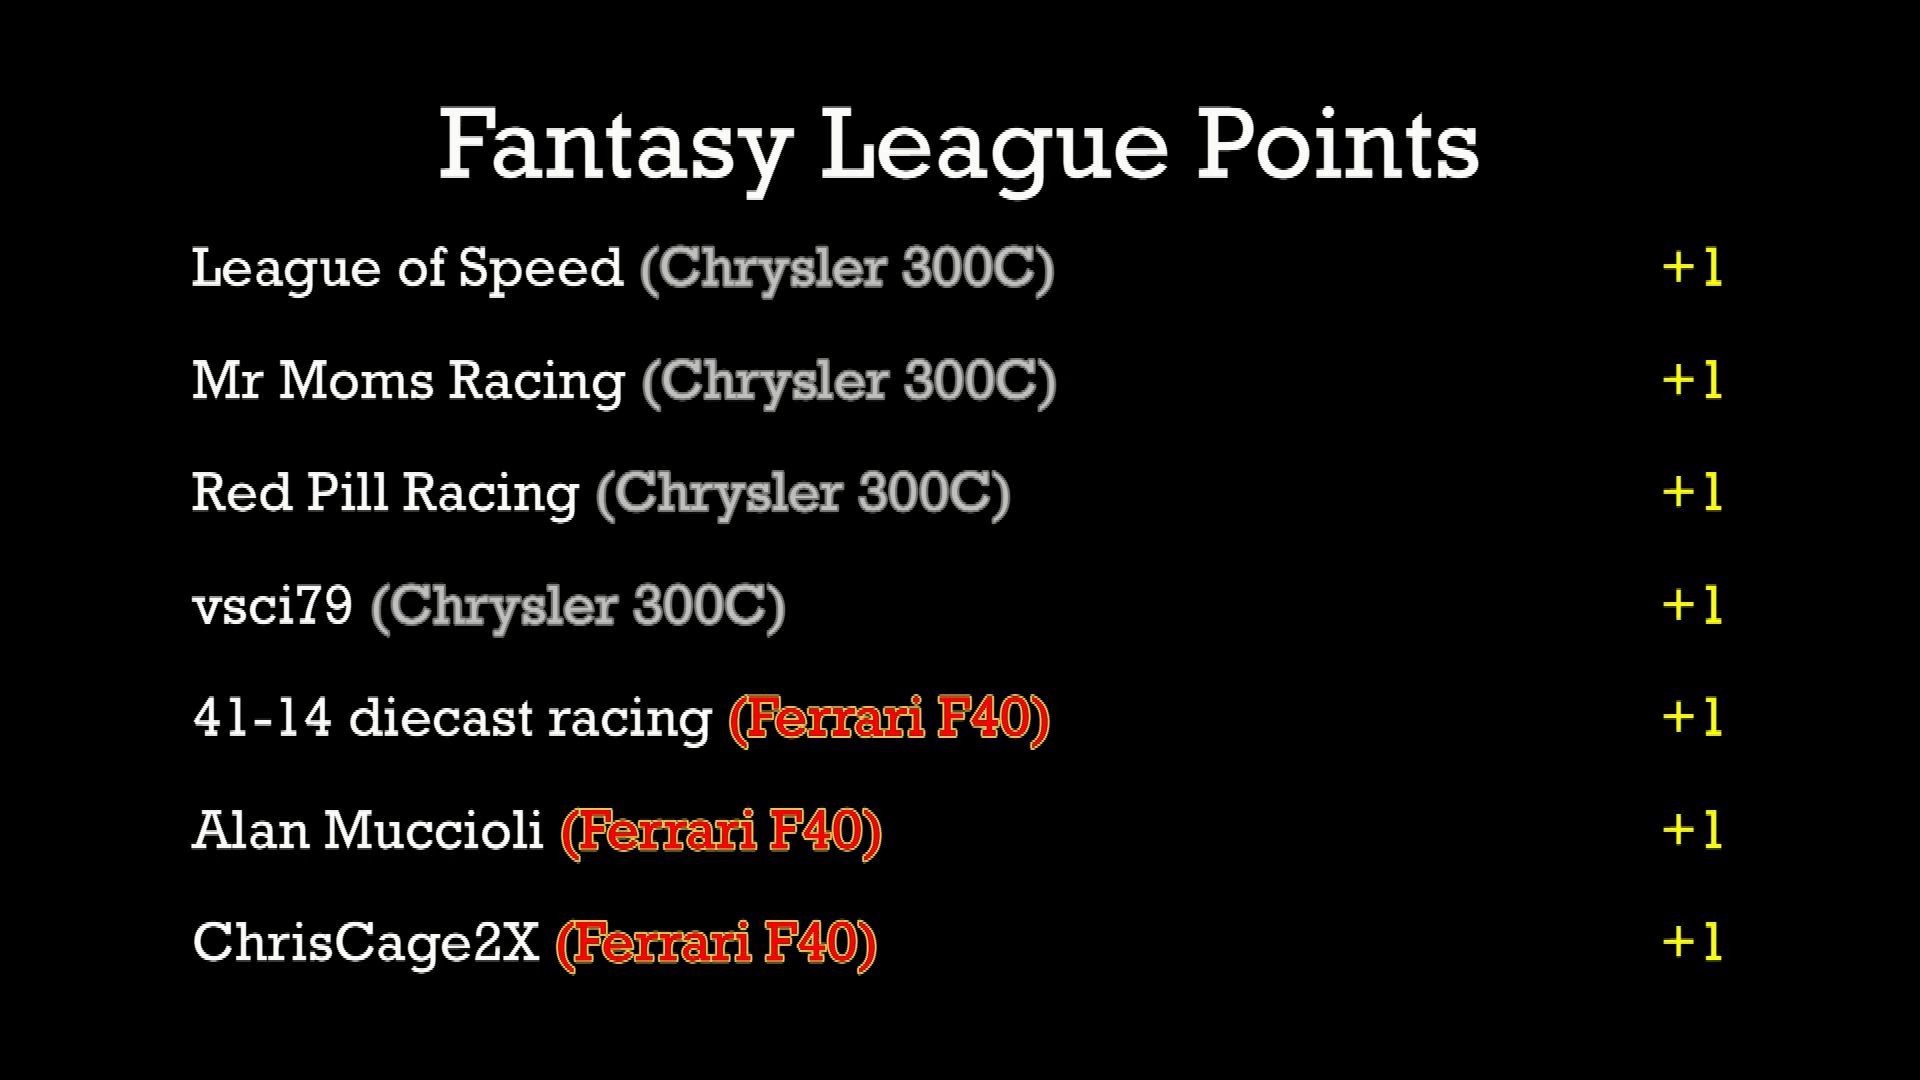 Fantasy League Points
League of Speed (Chrysler 300C) +1
Mr Moms Racing (Chrysler 300C) +1
Red Pill Racing (Chrysler 300C) +1
vsci79 (Chrysler 300C) +1
41-14 diecast racing (Ferrari F40) +1
Alan Muccioli (Ferrari F40) +1
ChrisCage2X (Ferrari F40) +1